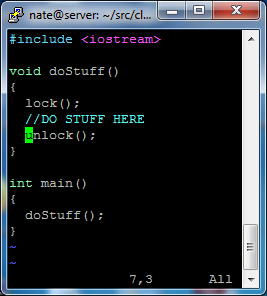 nate@server: ~/src/cl...
#include <iostream>

void doStuff()
{
  lock();
  //DO STUFF HERE
  unlock();
}

int main()
{
  doStuff();
}
~
~
7,3 All